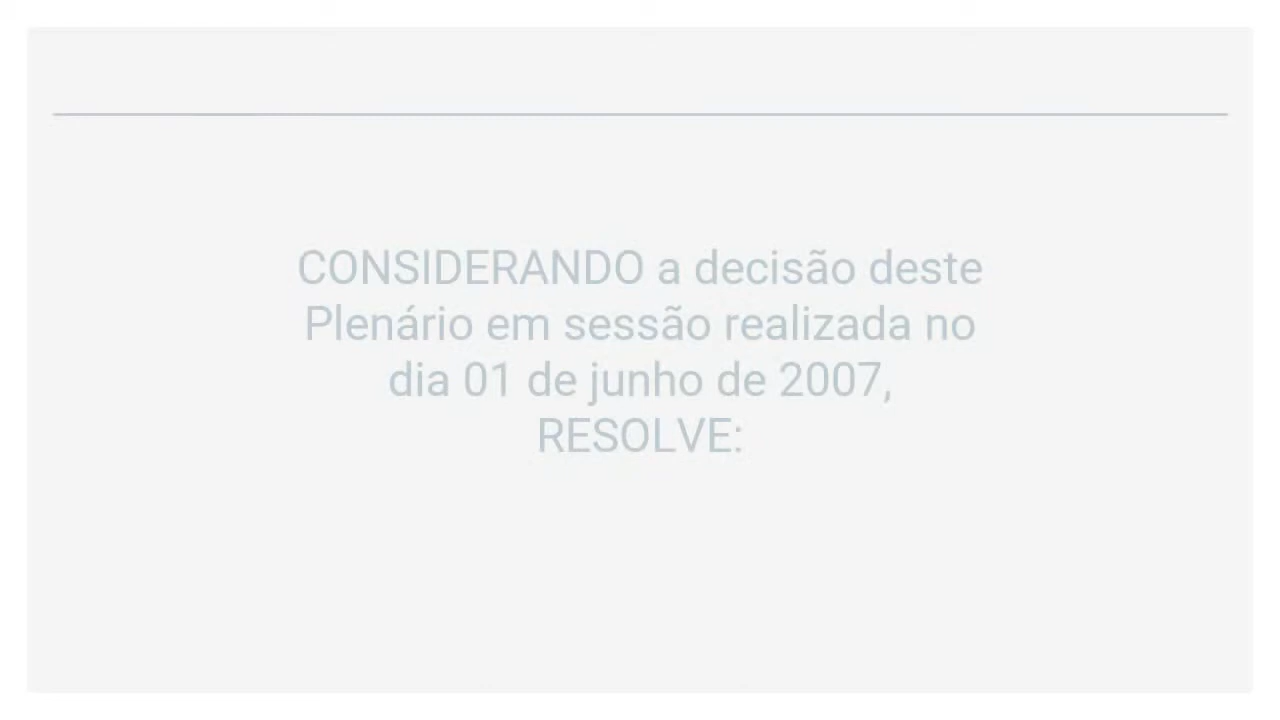 CONSIDERANDO a decisão deste
Plenário em sessão realizada no
dia 01 de junho de 2007,
RESOLVE: